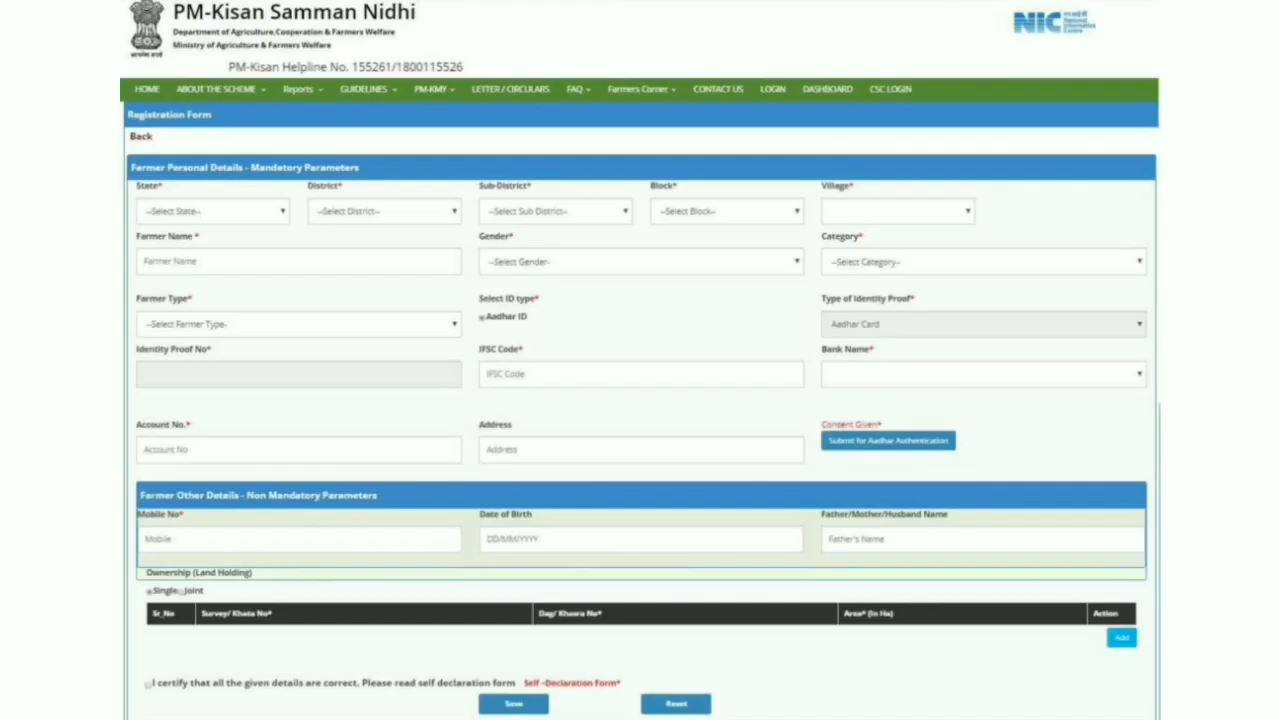 PM-Kisan Samman Nidhi
Department of Agriculture,Cooperation & Farmers Welfare
Ministry of Agriculture & Farmers Welfare
PM-Kisan Helpline No. 155261/1800115526
NIC एन आई सी National Informatics Centre
HOME ABOUT THE SCHEME Reports GUIDELINES PM-KMY LETTER / CIRCULARS FAQ Farmers Corner CONTACT US LOGIN DASHBOARD CSC LOGIN
Registration Form
Back
Farmer Personal Details - Mandatory Parameters
State* District* Sub-District* Block* Village*
--Select State-- --Select District-- --Select Sub District-- --Select Block--
Farmer Name * Gender* Category*
Farmer Name --Select Gender- --Select Category--
Farmer Type* Select ID type* Type of Identity Proof*
--Select Farmer Type- Aadhar ID Aadhar Card
Identity Proof No* IFSC Code* Bank Name*
IFSC Code
Account No.* Address Consent Given*
Account No Address Submit for Aadhar Authentication
Farmer Other Details - Non Mandatory Parameters
Mobile No* Date of Birth Father/Mother/Husband Name
Mobile DD/MM/YYYY Father's Name
Ownership (Land Holding)
Single Joint
Sr_No Survey/ Khata No* Dag/ Khasra No* Area* (In Ha) Action
Add
I certify that all the given details are correct. Please read self declaration form Self -Declaration Form*
Save Reset